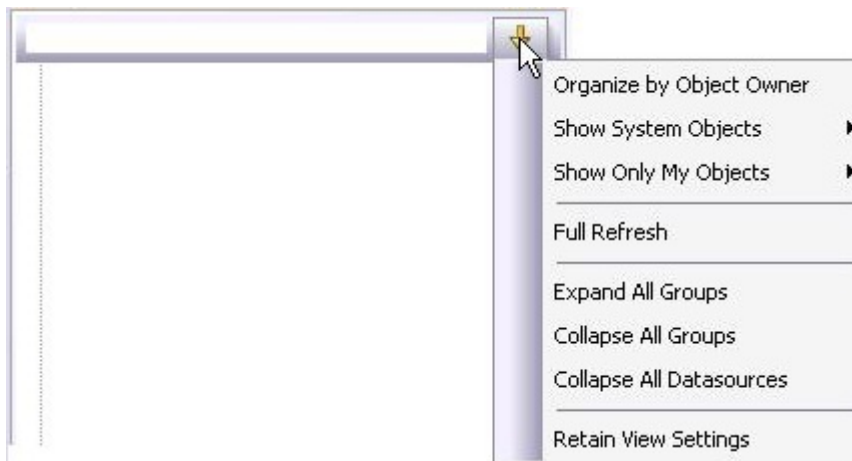 Organize by Object Owner
Show System Objects
Show Only My Objects
Full Refresh
Expand All Groups
Collapse All Groups
Collapse All Datasources
Retain View Settings